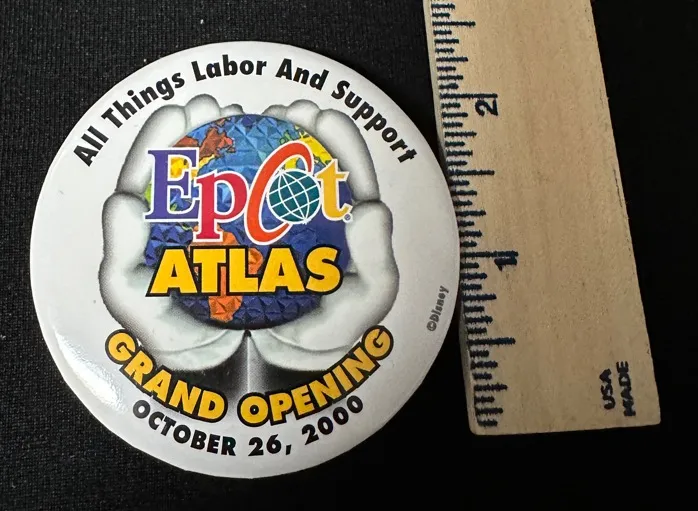 All Things Labor And Support
Epcot®
ATLAS
©Disney
GRAND OPENING
OCTOBER 26, 2000
2
1
USA
MADE